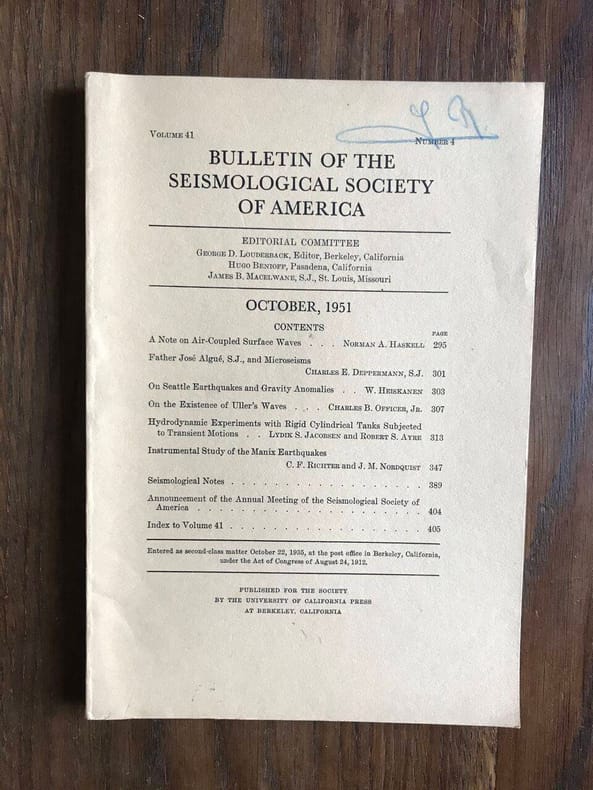 VOLUME 41
NUMBER 4
BULLETIN OF THE
SEISMOLOGICAL SOCIETY
OF AMERICA
EDITORIAL COMMITTEE
GEORGE D. LOUDERBACK, Editor, Berkeley, California
HUGO BENIOFF, Pasadena, California
JAMES B. MACELWANE, S.J., St. Louis, Missouri
OCTOBER, 1951
CONTENTS
PAGE
A Note on Air-Coupled Surface Waves . . . NORMAN A. HASKELL 295
Father José Algué, S.J., and Microseisms
CHARLES E. DEPPERMANN, S.J. 301
On Seattle Earthquakes and Gravity Anomalies . . W. HEISKANEN 303
On the Existence of Uller's Waves . . . CHARLES B. OFFICER, JR. 307
Hydrodynamic Experiments with Rigid Cylindrical Tanks Subjected
to Transient Motions . . LYDIK S. JACOBSEN and ROBERT S. AYRE 313
Instrumental Study of the Manix Earthquakes
C. F. RICHTER and J. M. NORDQUIST 347
Seismological Notes . . . . . . . . . . . . . . . . 389
Announcement of the Annual Meeting of the Seismological Society of
America . . . . . . . . . . . . . . . . . . . 404
Index to Volume 41 . . . . . . . . . . . . . . . . 405
Entered as second-class matter October 22, 1935, at the post office in Berkeley, California,
under the Act of Congress of August 24, 1912.
PUBLISHED FOR THE SOCIETY
BY THE UNIVERSITY OF CALIFORNIA PRESS
AT BERKELEY, CALIFORNIA